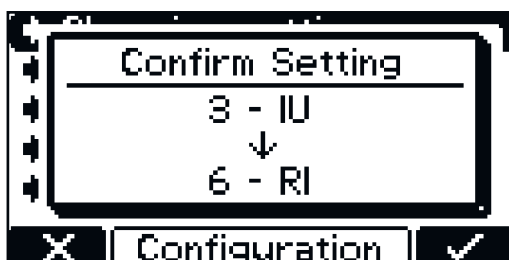 Confirm Setting
3 - IU
↓
6 - RI
Configuration